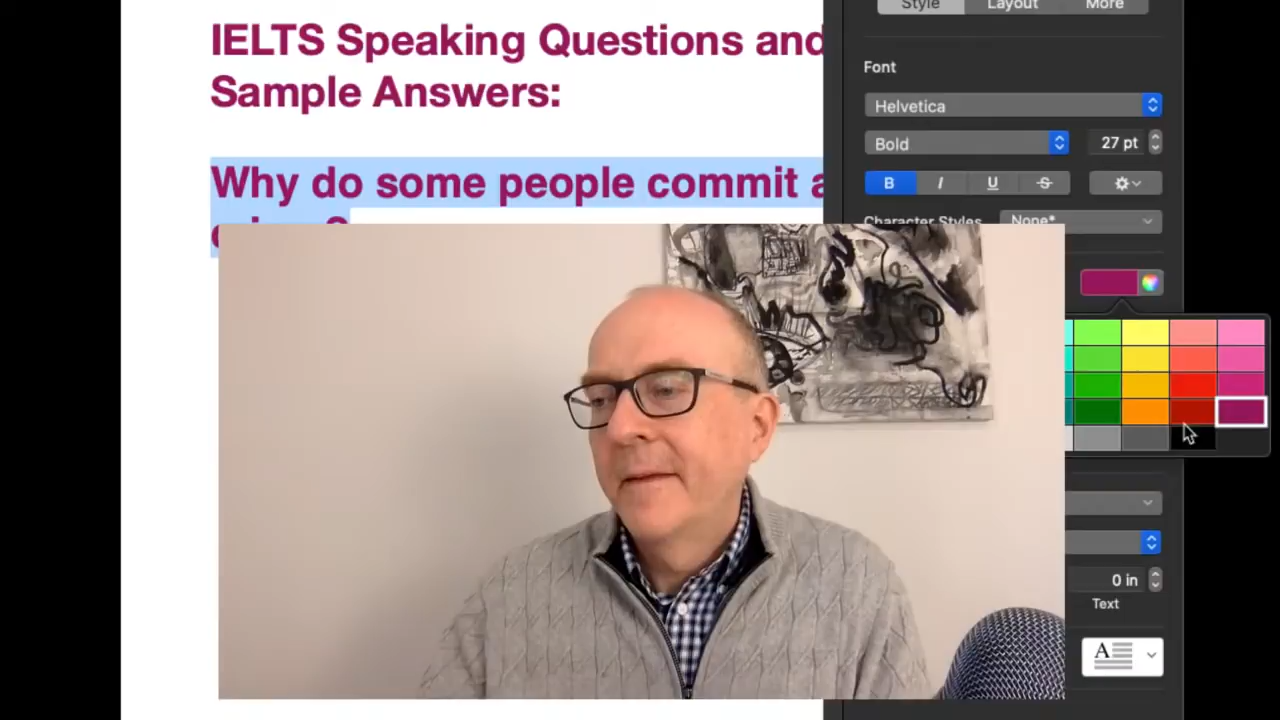 IELTS Speaking Questions and
Sample Answers:
Why do some people commit a
Style
Layout
More
Font
Helvetica
Bold
27 pt
B
I
U
S
Character Styles
None*
0 in
Text
A